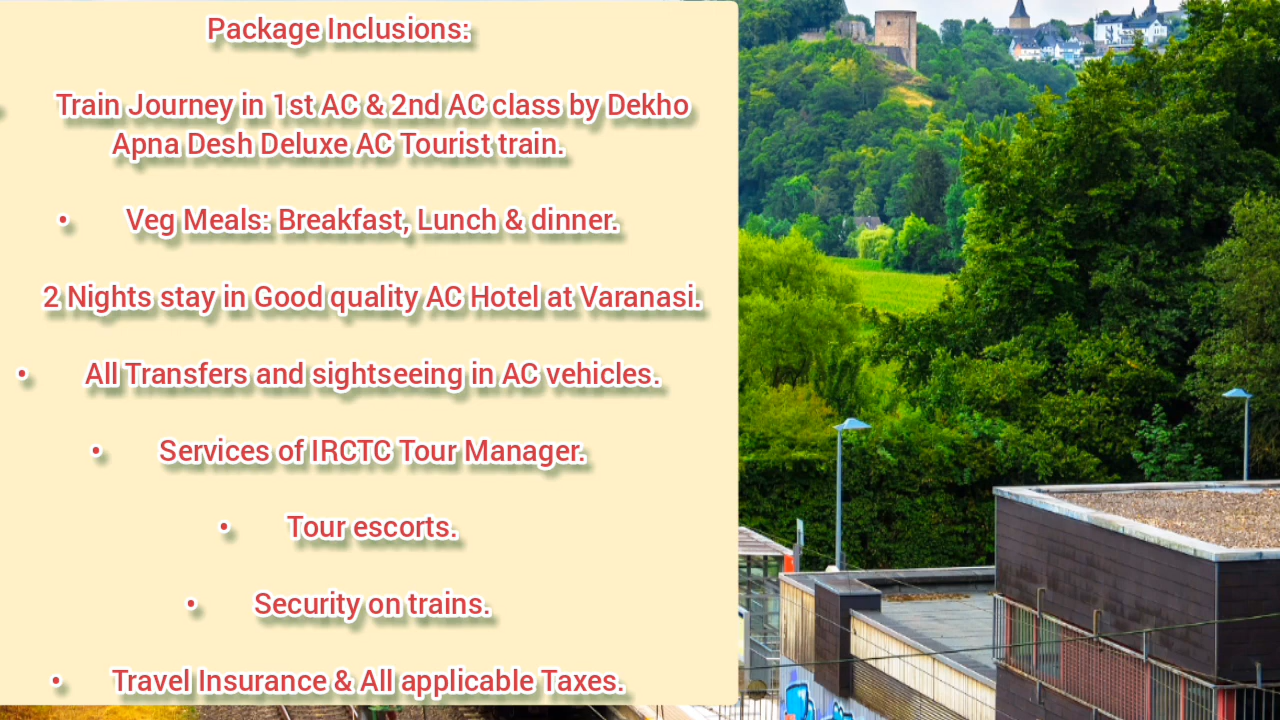 Package Inclusions:
Train Journey in 1st AC & 2nd AC class by Dekho
Apna Desh Deluxe AC Tourist train.
• Veg Meals: Breakfast, Lunch & dinner.
2 Nights stay in Good quality AC Hotel at Varanasi.
• All Transfers and sightseeing in AC vehicles.
• Services of IRCTC Tour Manager.
• Tour escorts.
• Security on trains.
• Travel Insurance & All applicable Taxes.